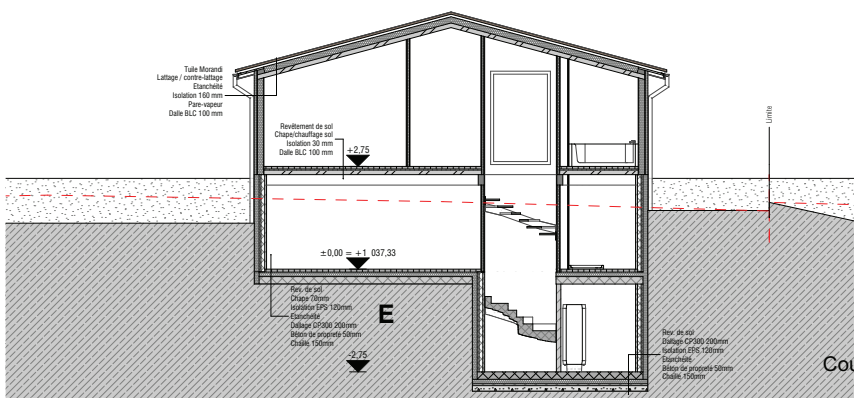 Tuile Morandi
Lattage / contre-lattage
Etanchéité
Isolation 160 mm
Pare-vapeur
Dalle BLC 100 mm
Revêtement de sol
Chape/chauffage sol
Isolation 30 mm
Dalle BLC 100 mm
+2,75
Limite
±0,00 = +1 037,33
Rev. de sol
Chape 70mm
Isolation EPS 120mm
Etanchéité
Dallage CP300 200mm
Béton de propreté 50mm
Chaille 150mm
E
-2,75
Rev. de sol
Dallage CP300 200mm
Isolation EPS 120mm
Etanchéité
Béton de propreté 50mm
Chaille 150mm
Cou